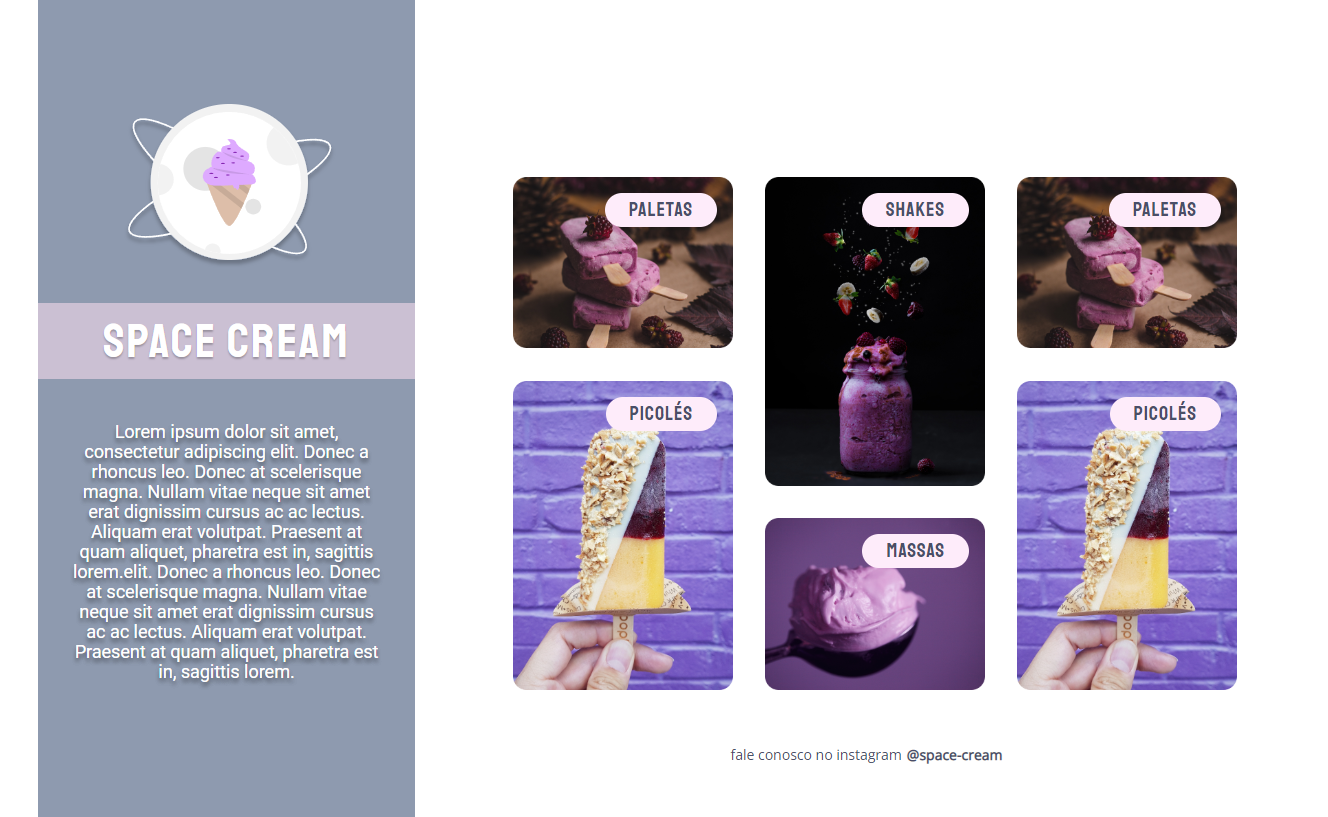 SPACE CREAM
Lorem ipsum dolor sit amet,
consectetur adipiscing elit. Donec a
rhoncus leo. Donec at scelerisque
magna. Nullam vitae neque sit amet
erat dignissim cursus ac ac lectus.
Aliquam erat volutpat. Praesent at
quam aliquet, pharetra est in, sagittis
lorem.elit. Donec a rhoncus leo. Donec
at scelerisque magna. Nullam vitae
neque sit amet erat dignissim cursus
ac ac lectus. Aliquam erat volutpat.
Praesent at quam aliquet, pharetra est
in, sagittis lorem.
PALETAS
SHAKES
PALETAS
PICOLÉS
PICOLÉS
MASSAS
fale conosco no instagram @space-cream